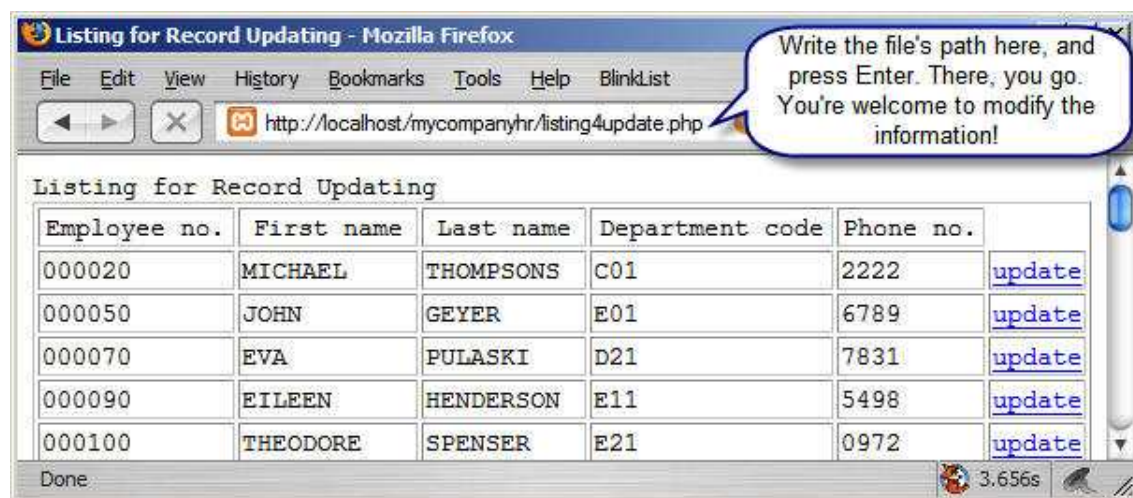 Listing for Record Updating - Mozilla Firefox
Write the file's path here, and
press Enter. There, you go.
You're welcome to modify the
information!
File Edit View History Bookmarks Tools Help BlinkList
http://localhost/mycompanyhr/listing4update.php
Listing for Record Updating
Employee no. First name Last name Department code Phone no.
000020 MICHAEL THOMPSONS C01 2222 update
000050 JOHN GEYER E01 6789 update
000070 EVA PULASKI D21 7831 update
000090 EILEEN HENDERSON E11 5498 update
000100 THEODORE SPENSER E21 0972 update
Done 3.656s